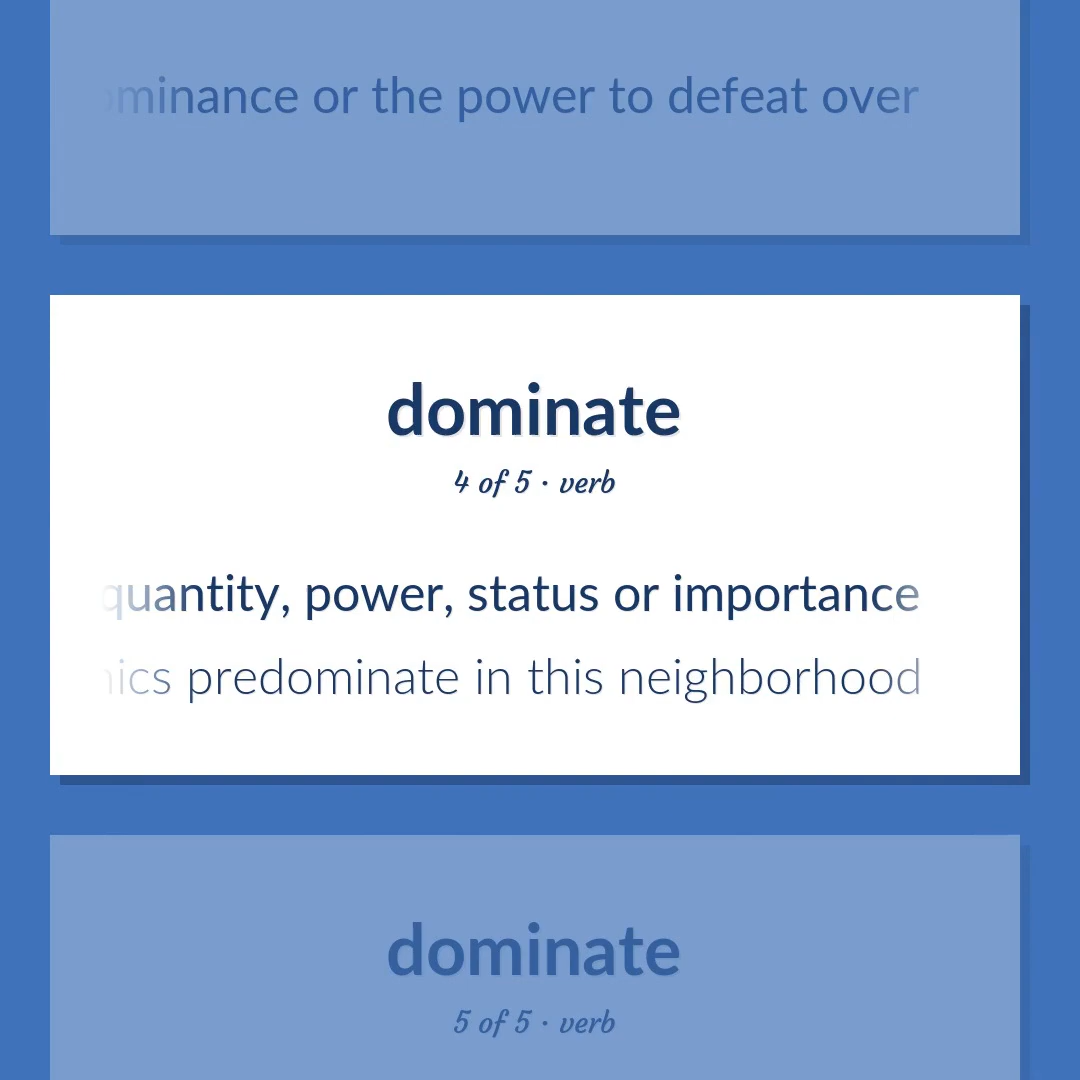 or the power to defeat over
dominate
4 of 5 · verb
quantity, power, status or importance
predominate in this neighborhood
dominate
5 of 5 · verb